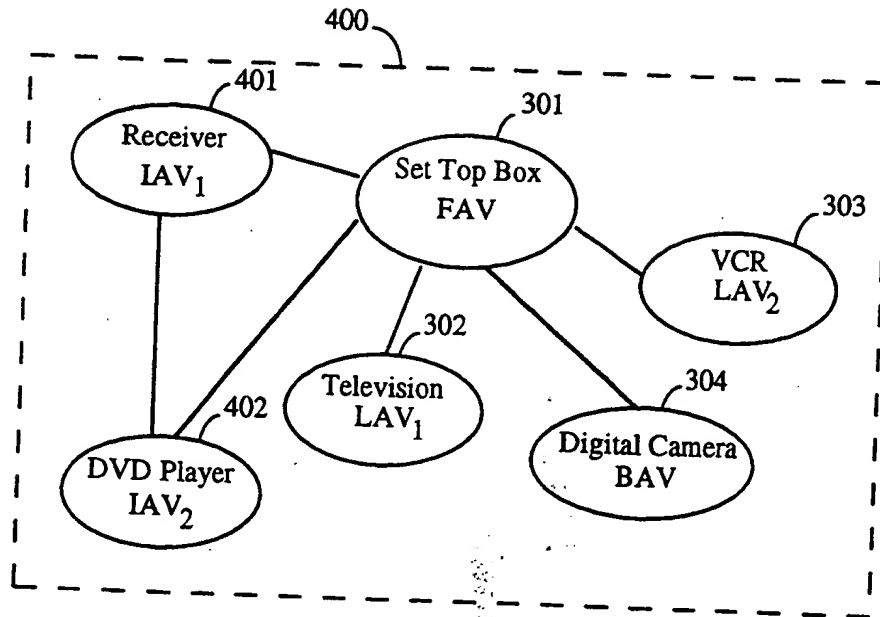 400
401
Receiver
IAV1
301
Set Top Box
FAV
303
VCR
LAV2
302
Television
LAV1
304
Digital Camera
BAV
402
DVD Player
IAV2